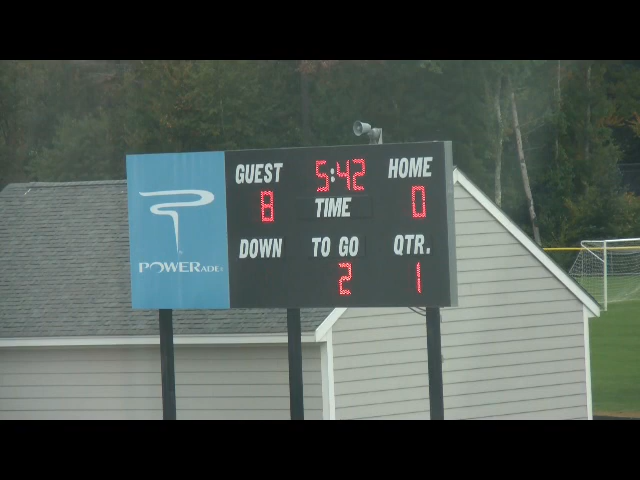 GUEST 5:42 HOME
8 TIME 0
DOWN TO GO QTR.
2 1
POWERADE